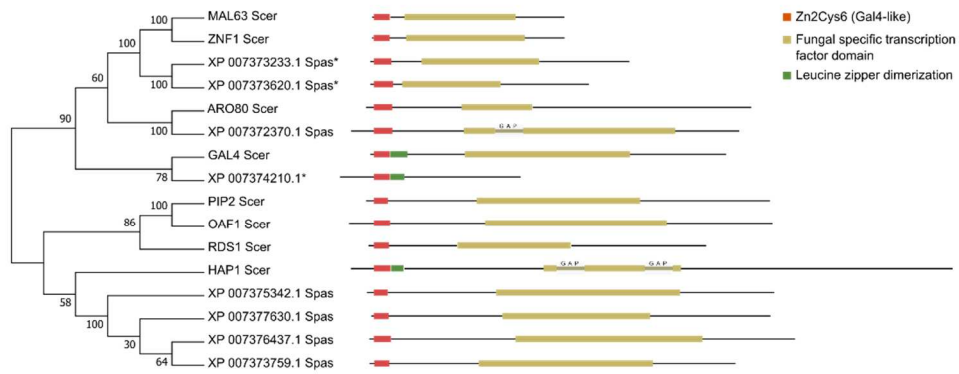 MAL63 Scer
ZNF1 Scer
XP 007373233.1 Spas*
XP 007373620.1 Spas*
ARO80 Scer
XP 007372370.1 Spas
GAL4 Scer
XP 007374210.1*
PIP2 Scer
OAF1 Scer
RDS1 Scer
HAP1 Scer
XP 007375342.1 Spas
XP 007377630.1 Spas
XP 007376437.1 Spas
XP 007373759.1 Spas
100
100
100
60
100
90
78
100
86
58
100
30
64
GAP
GAP
GAP
Zn2Cys6 (Gal4-like)
Fungal specific transcription
factor domain
Leucine zipper dimerization